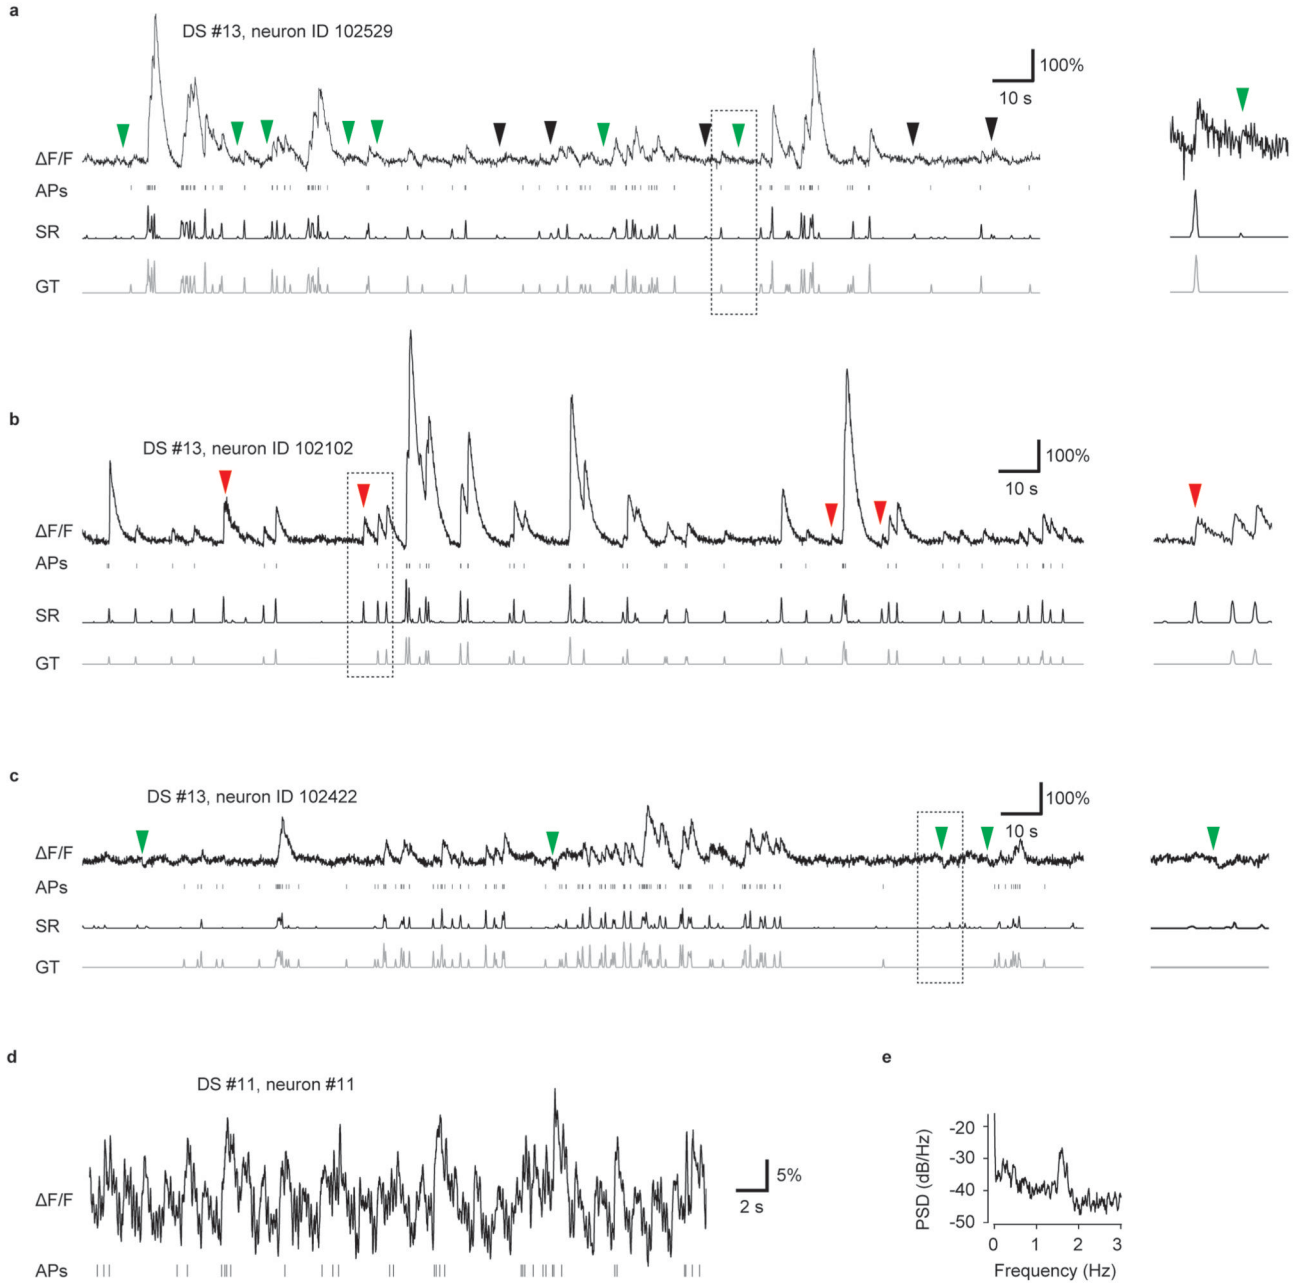 a
DS #13, neuron ID 102529
100%
10 s
ΔF/F
APs
SR
GT
b
DS #13, neuron ID 102102
100%
10 s
ΔF/F
APs
SR
GT
c
DS #13, neuron ID 102422
100%
10 s
ΔF/F
APs
SR
GT
d
DS #11, neuron #11
ΔF/F
5%
2 s
APs
e
PSD (dB/Hz)
-20
-30
-40
-50
0 1 2 3
Frequency (Hz)